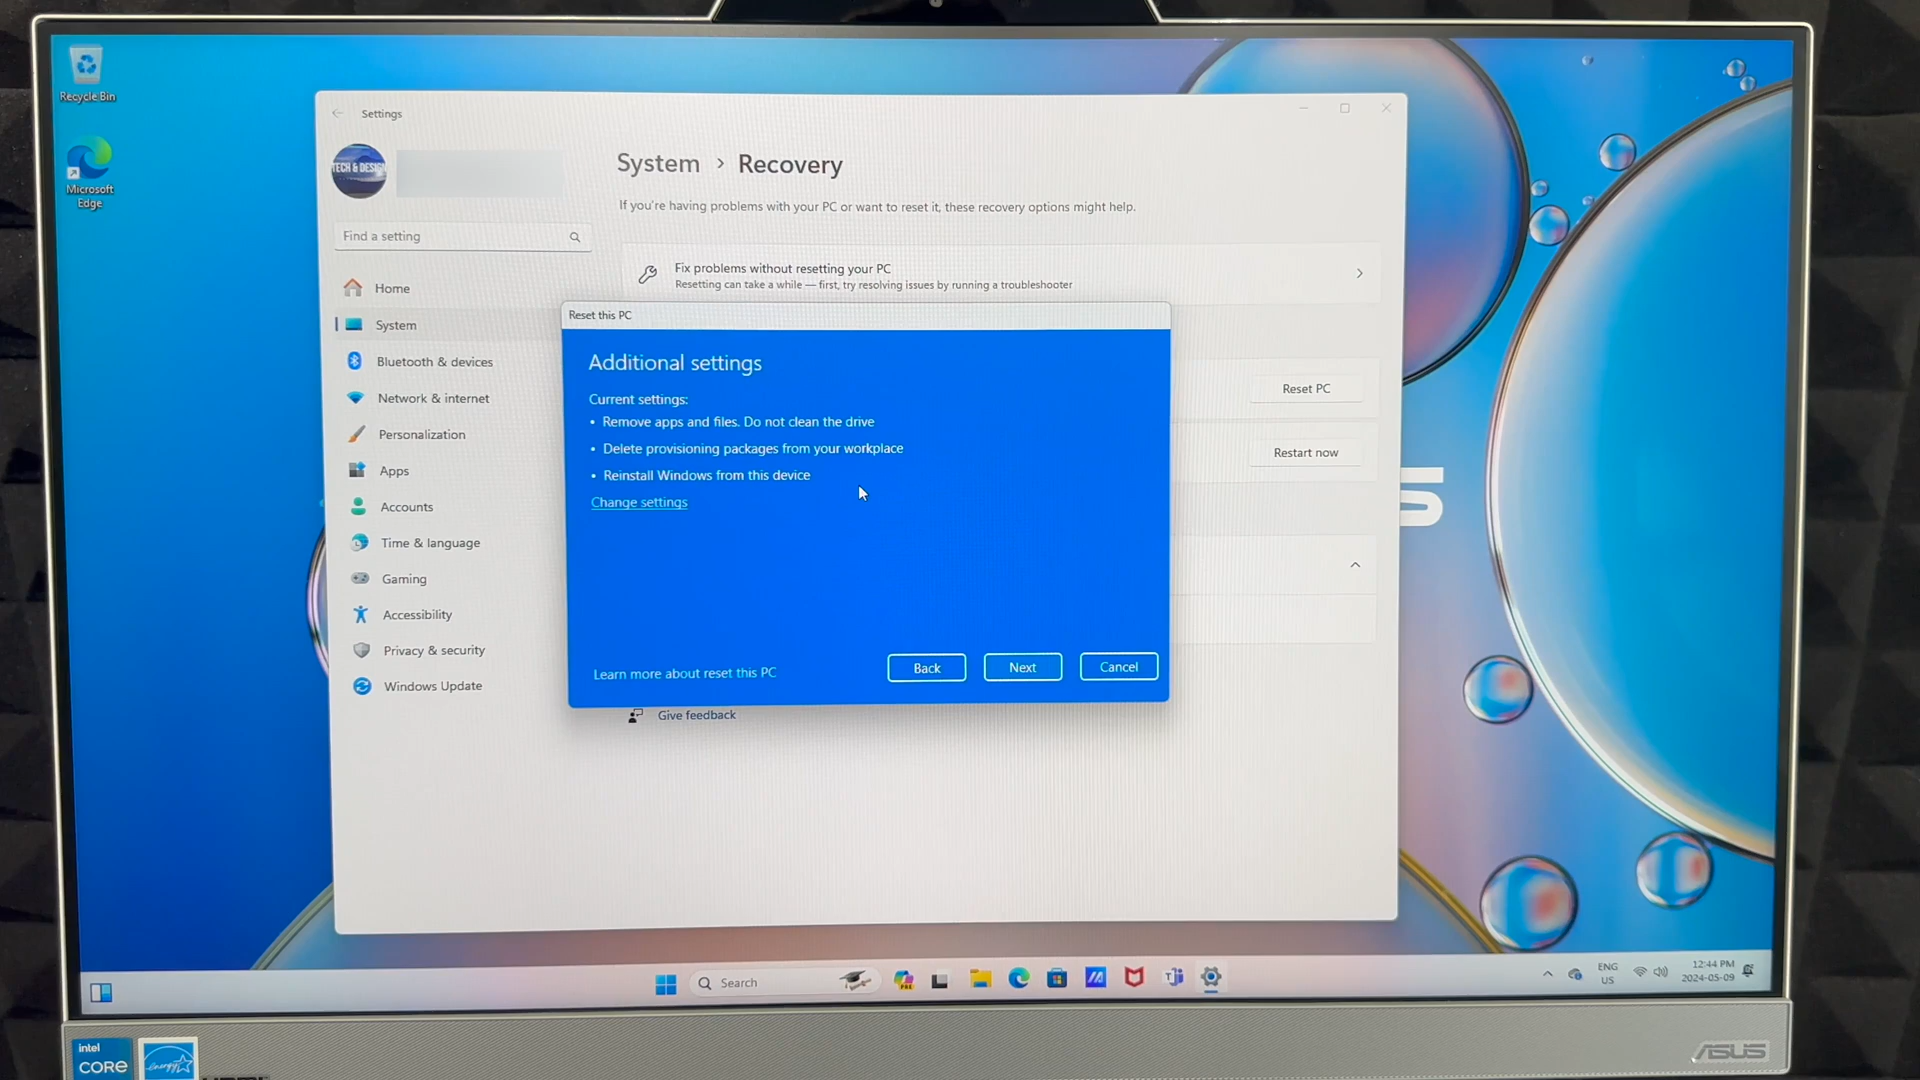 Recycle Bin
Microsoft
Edge
Settings
TECH & DESIGN
Find a setting
Home
System
Bluetooth & devices
Network & internet
Personalization
Apps
Accounts
Time & language
Gaming
Accessibility
Privacy & security
Windows Update
System > Recovery
If you're having problems with your PC or want to reset it, these recovery options might help.
Fix problems without resetting your PC
Resetting can take a while — first, try resolving issues by running a troubleshooter
Reset PC
Restart now
Give feedback
Reset this PC
Additional settings
Current settings:
• Remove apps and files. Do not clean the drive
• Delete provisioning packages from your workplace
• Reinstall Windows from this device
Change settings
Learn more about reset this PC
Back
Next
Cancel
Search
ENG
US
12:44 PM
2024-05-09
intel
CORE
energy
ASUS